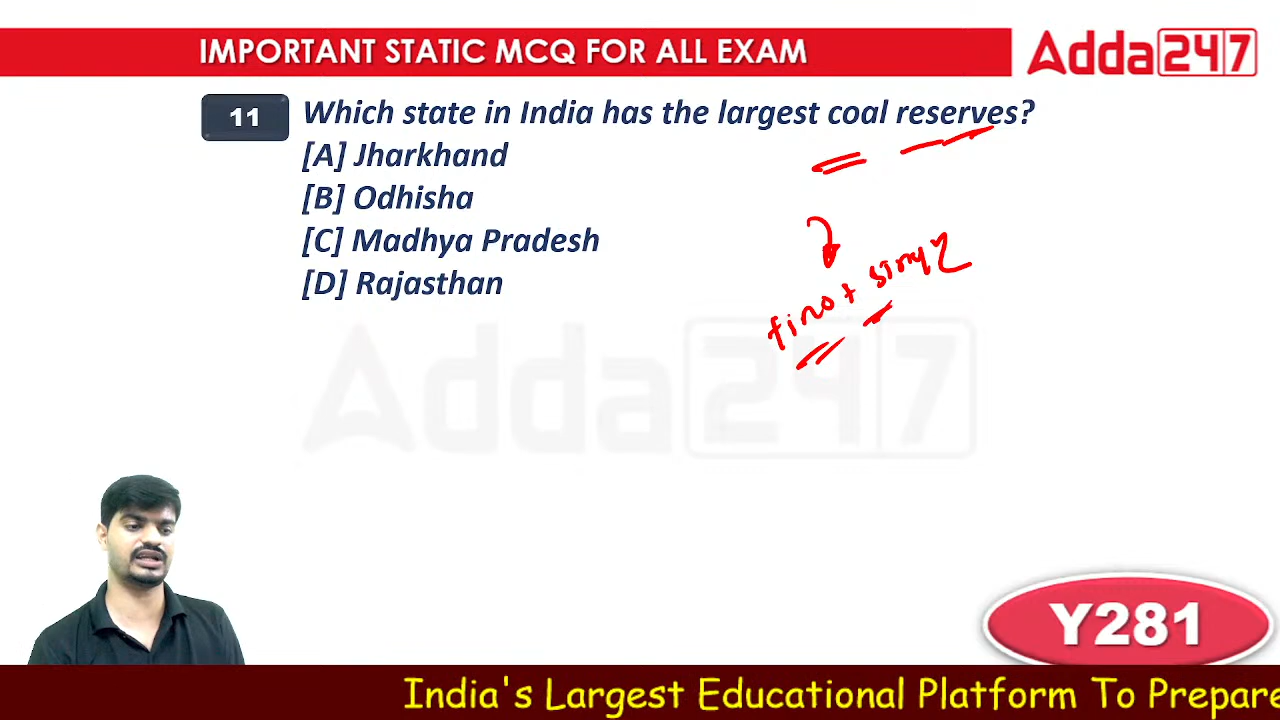 IMPORTANT STATIC MCQ FOR ALL EXAM
Adda247
11 Which state in India has the largest coal reserves?
[A] Jharkhand
[B] Odhisha
[C] Madhya Pradesh
[D] Rajasthan
Adda247
Y281
India's Largest Educational Platform To Prepare